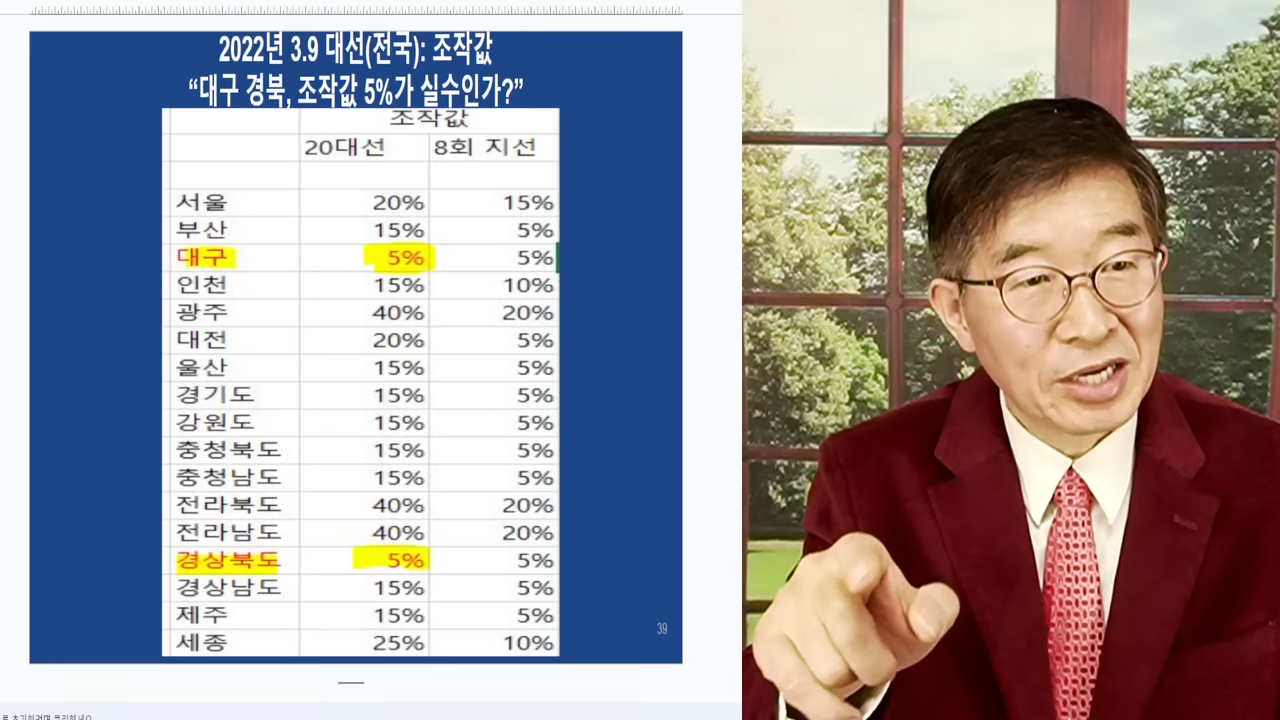 2022년 3.9 대선(전국): 조작값
“대구 경북, 조작값 5%가 실수인가?”
조작값
20대선 8회 지선
서울 20% 15%
부산 15% 5%
대구 5% 5%
인천 15% 10%
광주 40% 20%
대전 20% 5%
울산 15% 5%
경기도 15% 5%
강원도 15% 5%
충청북도 15% 5%
충청남도 15% 5%
전라북도 40% 20%
전라남도 40% 20%
경상북도 5% 5%
경상남도 15% 5%
제주 15% 5%
세종 25% 10%
39